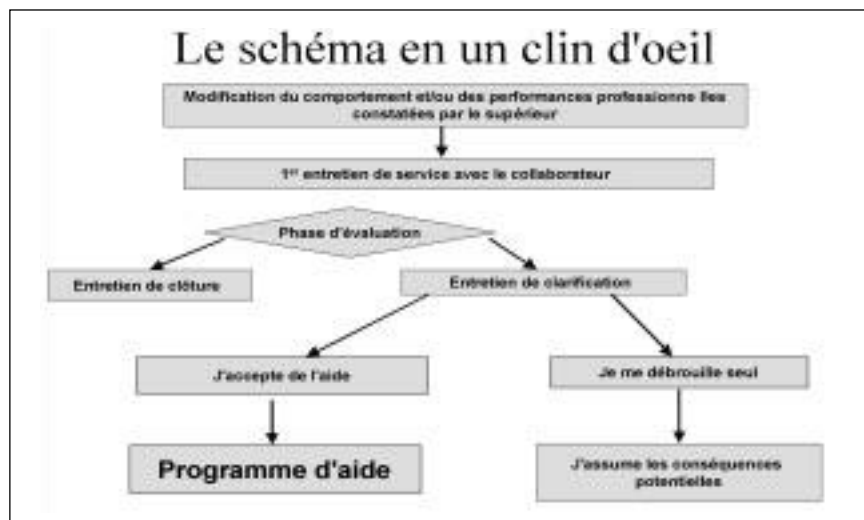 Le schéma en un clin d'oeil
Modification du comportement et/ou des performances professionne lles
constatées par le supérieur
1er entretien de service avec le collaborateur
Phase d'évaluation
Entretien de clôture
Entretien de clarification
J'accepte de l'aide
Je me débrouille seul
Programme d'aide
J'assume les conséquences
potentielles